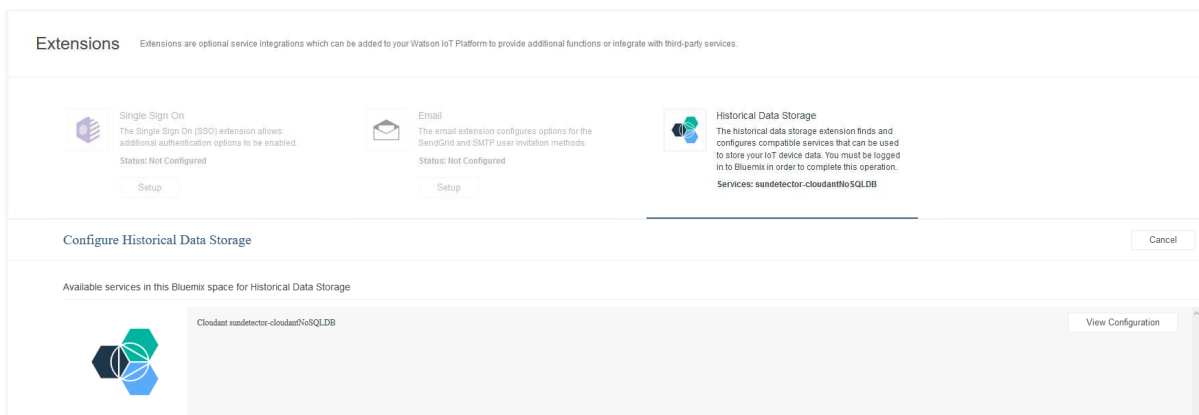 Extensions
Extensions are optional service integrations which can be added to your Watson IoT Platform to provide additional functions or integrate with third-party services.
Single Sign On
The Single Sign On (SSO) extension allows
additional authentication options to be enabled.
Status: Not Configured
Setup
Email
The email extension configures options for the
SendGrid and SMTP user invitation methods.
Status: Not Configured
Setup
Historical Data Storage
The historical data storage extension finds and
configures compatible services that can be used
to store your IoT device data. You must be logged
in to Bluemix in order to complete this operation.
Services: sundetector-cloudantNoSQLDB
Configure Historical Data Storage
Cancel
Available services in this Bluemix space for Historical Data Storage
Cloudant sundetector-cloudantNoSQLDB
View Configuration